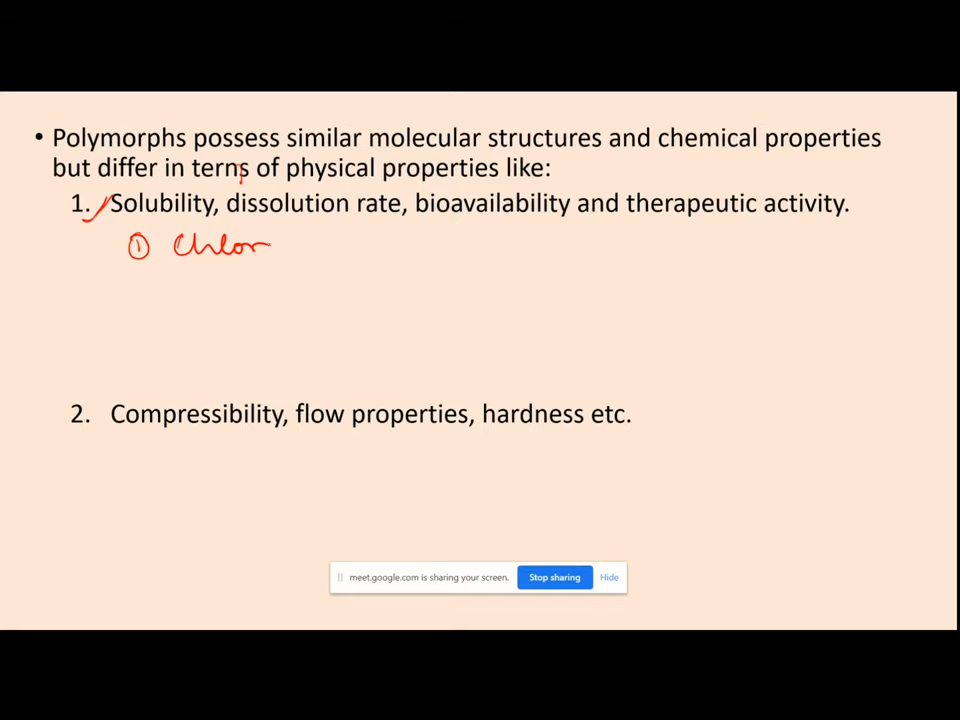 • Polymorphs possess similar molecular structures and chemical properties
but differ in terms of physical properties like:
1. Solubility, dissolution rate, bioavailability and therapeutic activity.
① Chlor
2. Compressibility, flow properties, hardness etc.
meet.google.com is sharing your screen. Stop sharing Hide